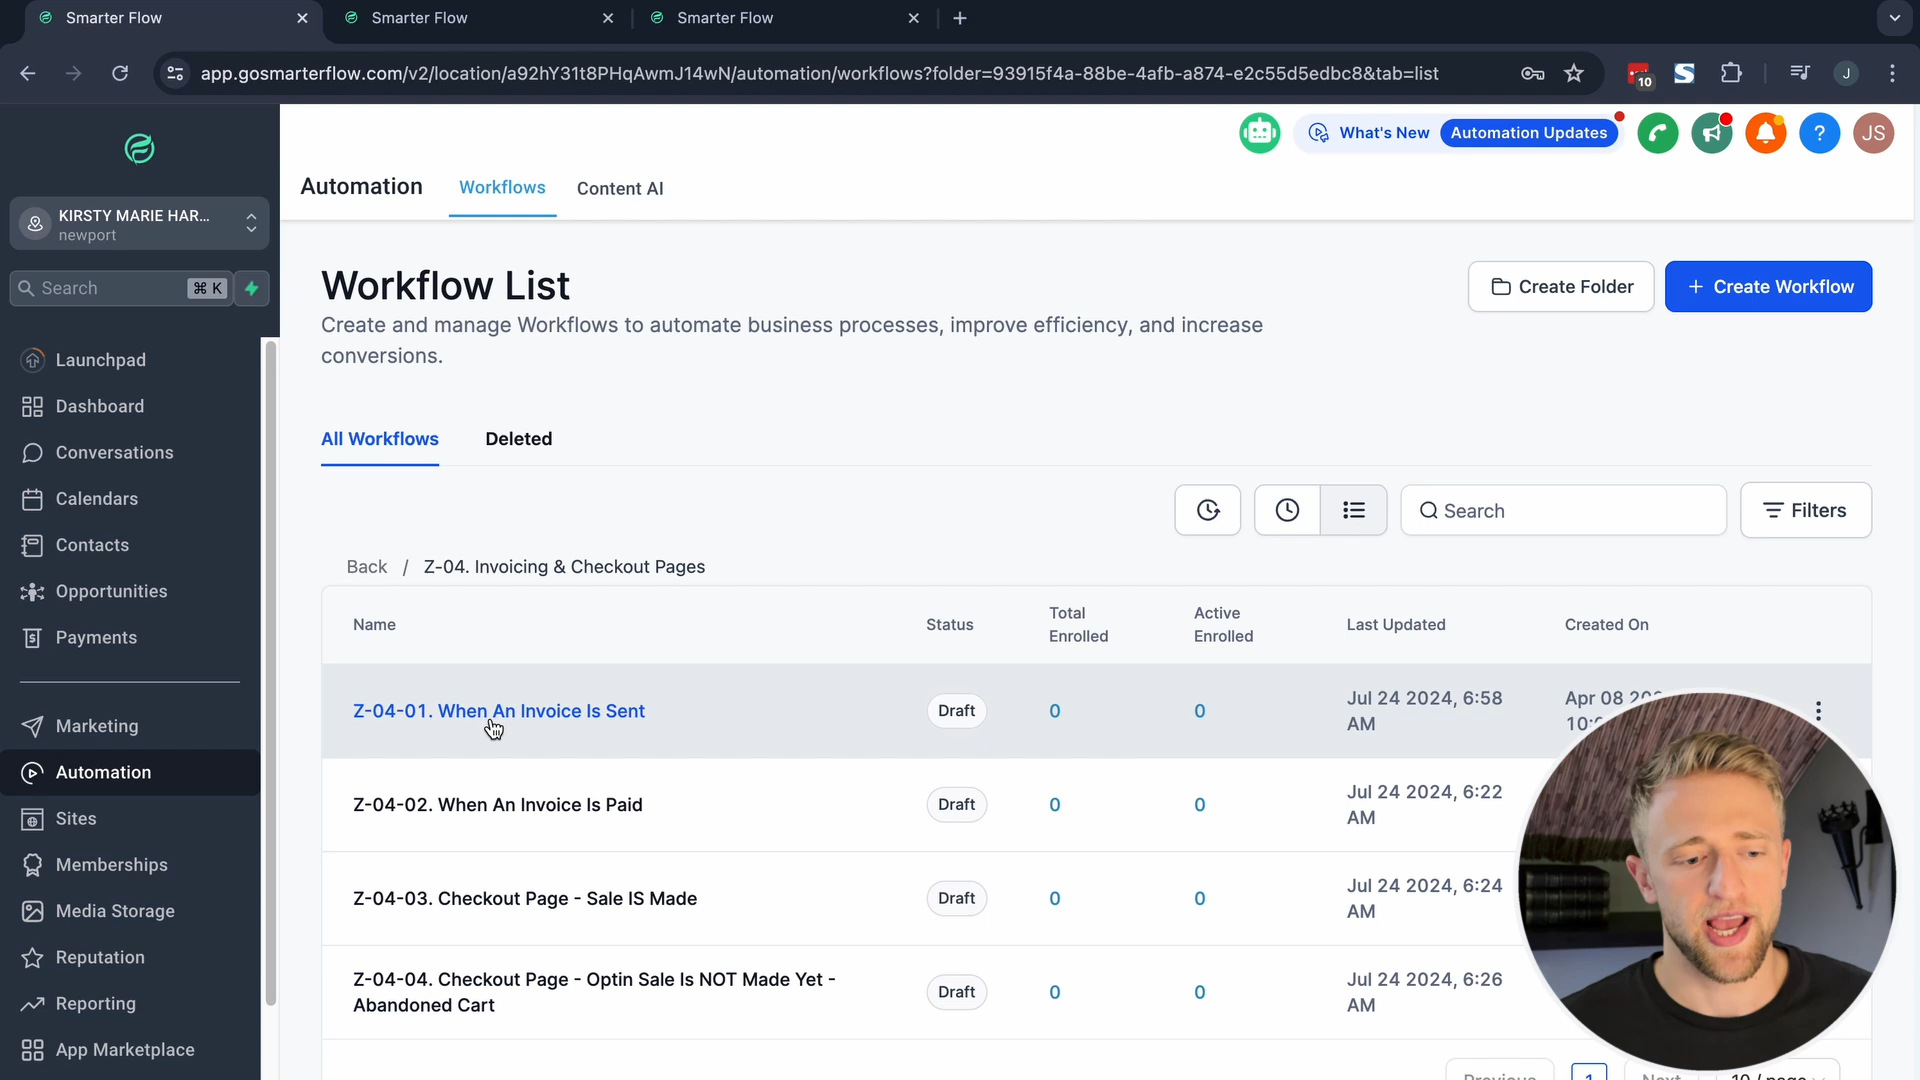 Smarter Flow
Smarter Flow
Smarter Flow
app.gosmarterflow.com/v2/location/a92hY31t8PHqAwmJ14wN/automation/workflows?folder=93915f4a-88be-4afb-a874-e2c55d5edbc8&tab=list
10
J
What's New
Automation Updates
?
JS
KIRSTY MARIE HAR...
newport
Search
⌘ K
Launchpad
Dashboard
Conversations
Calendars
Contacts
Opportunities
Payments
Marketing
Automation
Sites
Memberships
Media Storage
Reputation
Reporting
App Marketplace
Automation
Workflows
Content AI
Workflow List
Create and manage Workflows to automate business processes, improve efficiency, and increase
conversions.
Create Folder
+ Create Workflow
All Workflows
Deleted
Search
Filters
Back / Z-04. Invoicing & Checkout Pages
Name
Status
Total
Enrolled
Active
Enrolled
Last Updated
Created On
Z-04-01. When An Invoice Is Sent
Draft
0
0
Jul 24 2024, 6:58
AM
Apr 08
Z-04-02. When An Invoice Is Paid
Draft
0
0
Jul 24 2024, 6:22
AM
Z-04-03. Checkout Page - Sale IS Made
Draft
0
0
Jul 24 2024, 6:24
AM
Z-04-04. Checkout Page - Optin Sale Is NOT Made Yet -
Abandoned Cart
Draft
0
0
Jul 24 2024, 6:26
AM
Previous
1
Next
10 / page